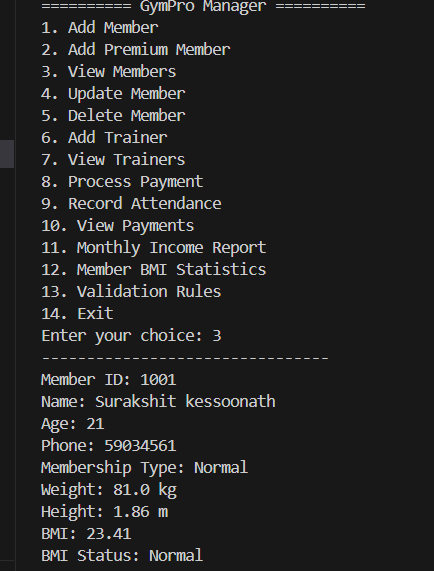 ========== GymPro Manager ==========
1. Add Member
2. Add Premium Member
3. View Members
4. Update Member
5. Delete Member
6. Add Trainer
7. View Trainers
8. Process Payment
9. Record Attendance
10. View Payments
11. Monthly Income Report
12. Member BMI Statistics
13. Validation Rules
14. Exit
Enter your choice: 3
--------------------------------
Member ID: 1001
Name: Surakshit kessoonath
Age: 21
Phone: 59034561
Membership Type: Normal
Weight: 81.0 kg
Height: 1.86 m
BMI: 23.41
BMI Status: Normal